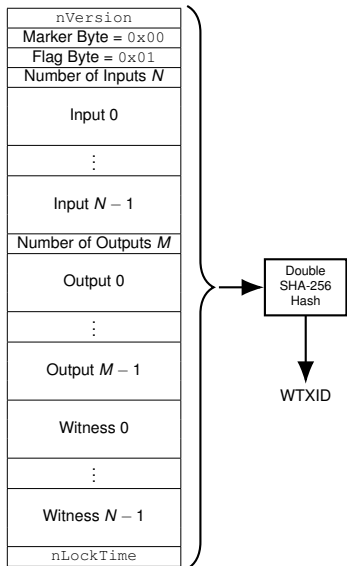 nVersion
Marker Byte = 0x00
Flag Byte = 0x01
Number of Inputs N
Input 0
⋮
Input N − 1
Number of Outputs M
Output 0
⋮
Output M − 1
Witness 0
⋮
Witness N − 1
nLockTime
Double
SHA-256
Hash
WTXID